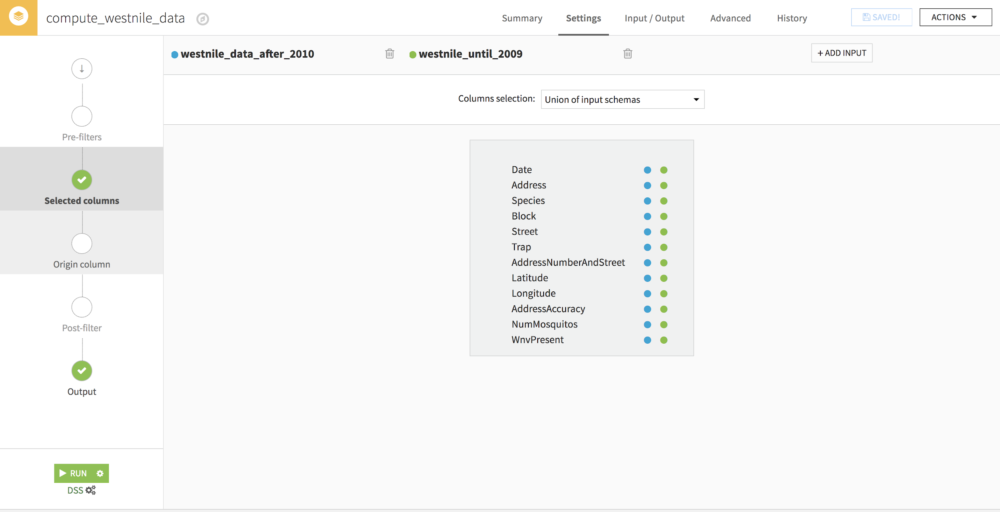 compute_westnile_data
Summary
Settings
Input / Output
Advanced
History
SAVED!
ACTIONS
westnile_data_after_2010
westnile_until_2009
+ ADD INPUT
Columns selection:
Union of input schemas
Pre-filters
Selected columns
Origin column
Post-filter
Output
Date
Address
Species
Block
Street
Trap
AddressNumberAndStreet
Latitude
Longitude
AddressAccuracy
NumMosquitos
WnvPresent
RUN
DSS